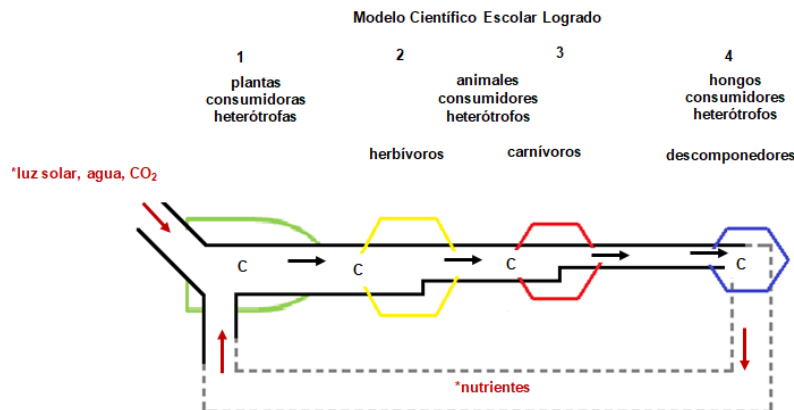 Modelo Científico Escolar Logrado
1
2
3
4
plantas
consumidoras
heterótrofas
animales
consumidores
heterótrofos
hongos
consumidores
heterótrofos
herbívoros
carnívoros
descomponedores
*luz solar, agua, CO₂
C
C
C
C
*nutrientes